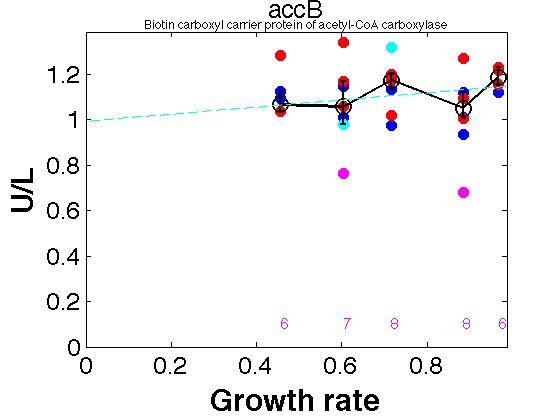 accB
Biotin carboxyl carrier protein of acetyl-CoA carboxylase
1.2
1
0.8
0.6
0.4
0.2
0
U/L
6 7 8 8 6
0 0.2 0.4 0.6 0.8
Growth rate